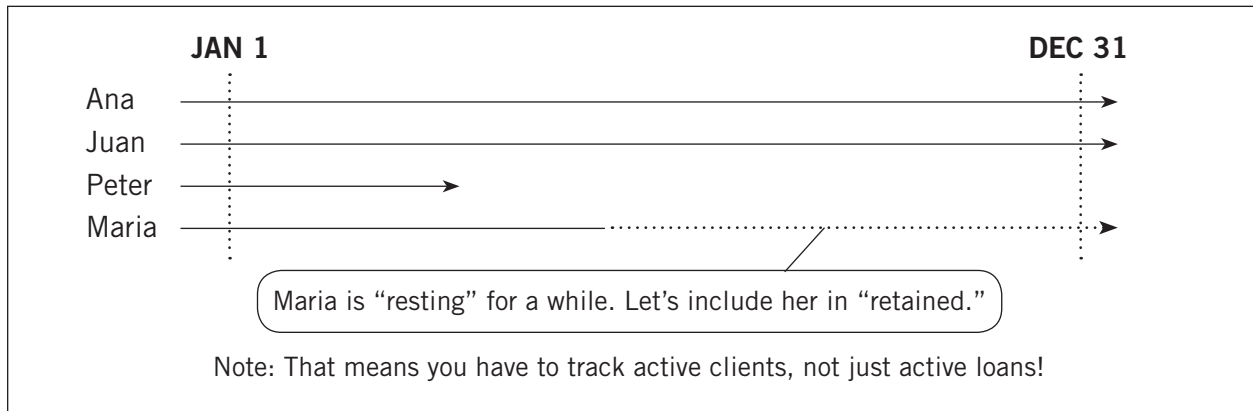 JAN 1 DEC 31
Ana
Juan
Peter
Maria
Maria is “resting” for a while. Let’s include her in “retained.”
Note: That means you have to track active clients, not just active loans!